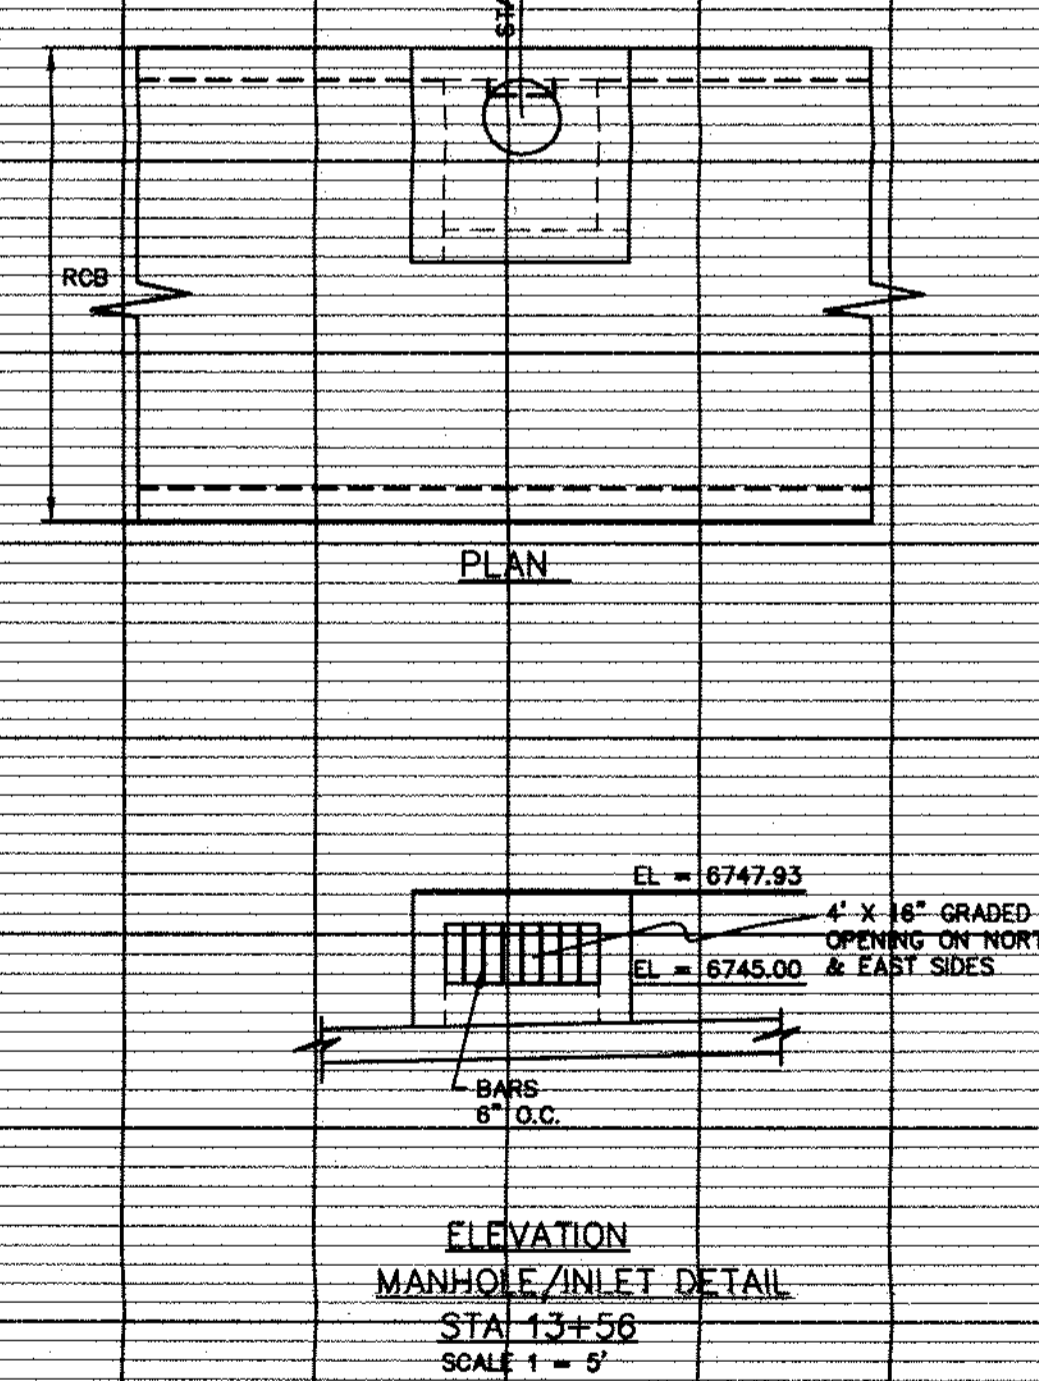 STA
RCB
PLAN
EL = 6747.93
4' X 16" GRADED
OPENING ON NORT
& EAST SIDES
EL = 6745.00
BARS
6" O.C.
ELEVATION
MANHOLE/INLET DETAIL
STA 13+56
SCALE 1 = 5'